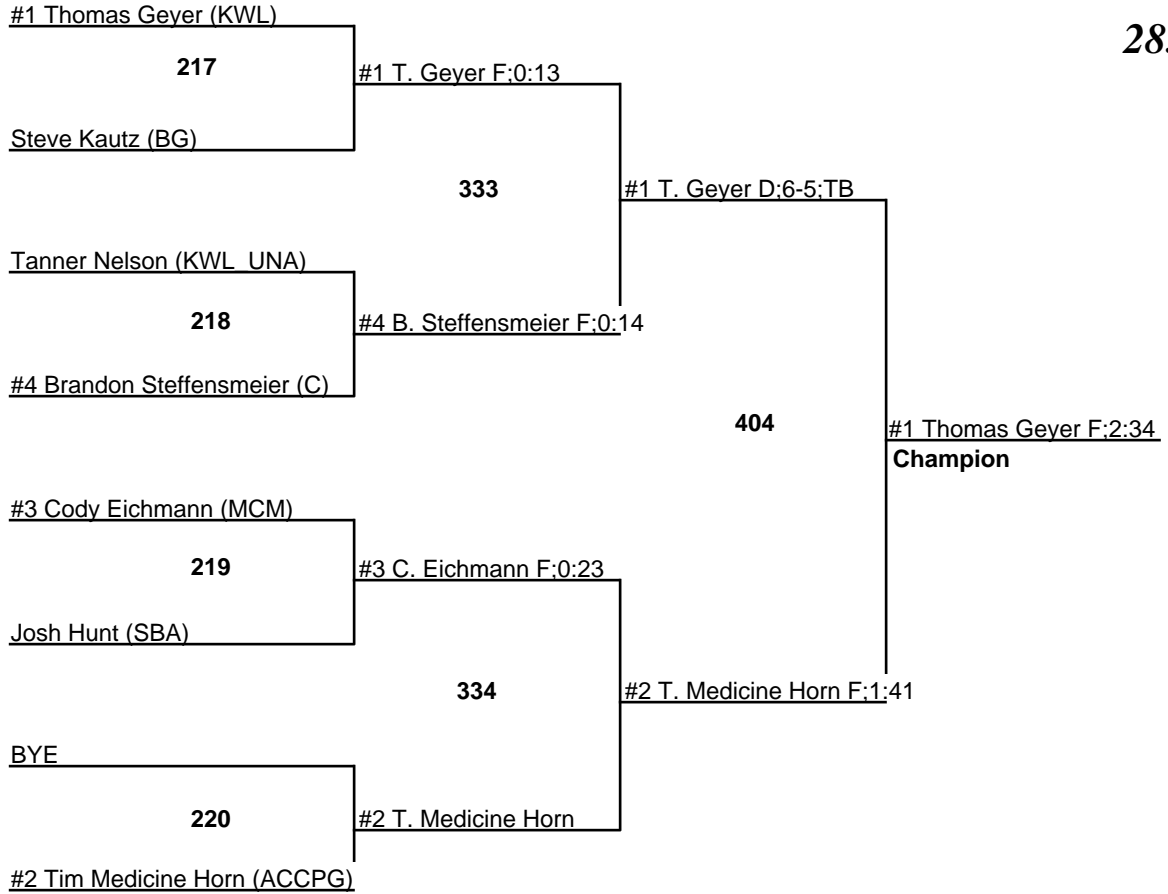 #1 Thomas Geyer (KWL)
285
217
#1 T. Geyer F;0:13
Steve Kautz (BG)
333
#1 T. Geyer D;6-5;TB
Tanner Nelson (KWL_UNA)
218
#4 B. Steffensmeier F;0:14
#4 Brandon Steffensmeier (C)
404
#1 Thomas Geyer F;2:34
Champion
#3 Cody Eichmann (MCM)
219
#3 C. Eichmann F;0:23
Josh Hunt (SBA)
334
#2 T. Medicine Horn F;1:41
BYE
220
#2 T. Medicine Horn
#2 Tim Medicine Horn (ACCPG)